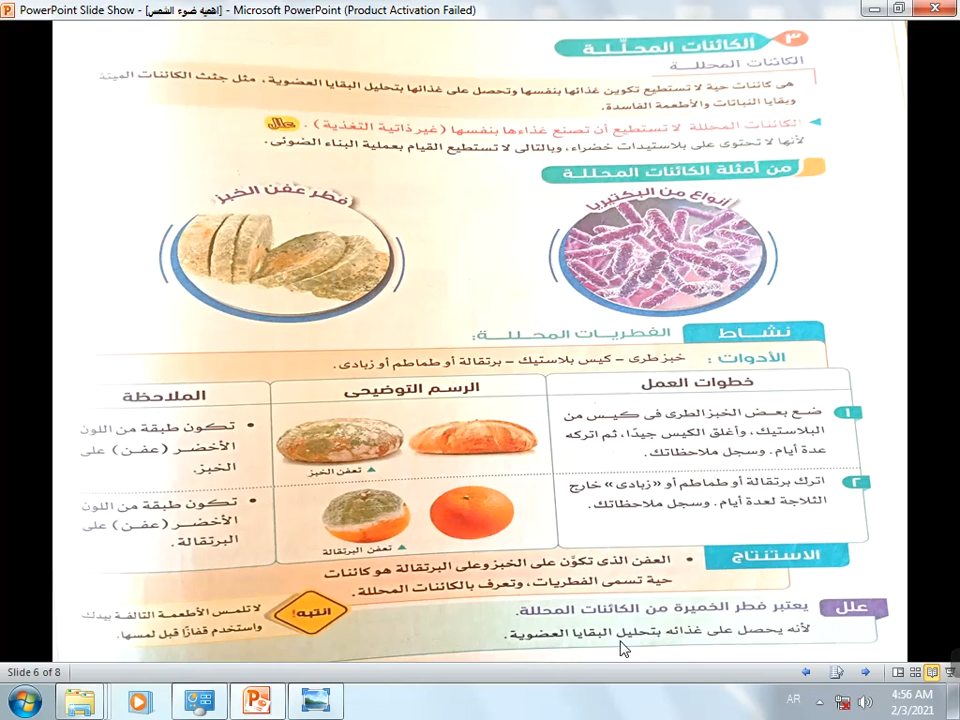 PowerPoint Slide Show - [اهمية ضوء الشمس] - Microsoft PowerPoint (Product Activation Failed)
٣ الكائنات المحلّـلـة
الكائنات المحللــــة
هى كائنات حية لا تستطيع تكوين غذائها بنفسها وتحصل على غذائها بتحليل البقايا العضوية، مثل جثث الكائنات الميتة
وبقايا النباتات والأطعمة الفاسدة.
الكائنات المحللة لا تستطيع أن تصنع غذاءها بنفسها (غير ذاتية التغذية). علل
لأنها لا تحتوى على بلاستيدات خضراء، وبالتالى لا تستطيع القيام بعملية البناء الضوئى.
من أمثلة الكائنات المحللــة
أنواع من البكتيريا
فطر عفن الخبز
نشــاط الفطريـــات المحللـــة:
الأدوات : خبز طرى – كيس بلاستيك – برتقالة أو طماطم أو زبادى.
خطوات العمل
الرسم التوضيحى
الملاحظة
١ ضع بعض الخبز الطرى فى كيس من
البلاستيك، وأغلق الكيس جيدًا، ثم اتركه
عدة أيام. وسجل ملاحظاتك.
تعفن الخبز
• تكون طبقة من اللون
الأخضـر (عفن) على
الخبز.
٢ اترك برتقالة أو طماطم أو «زبادى» خارج
الثلاجة لعدة أيام. وسجل ملاحظاتك.
تعفن البرتقالة
• تكون طبقة من اللون
الأخضـر (عفن) على
البرتقالة.
الاستنتاج
• العفن الذى تكوَّن على الخبز وعلى البرتقالة هو كائنات
حية تسمى الفطريات، وتعرف بالكائنات المحللة.
انتبه!
لا تلمس الأطعمة التالفة بيدك
واستخدم قفازًا قبل لمسها.
علل يعتبر فطر الخميرة من الكائنات المحللة.
لأنه يحصل على غذائه بتحليل البقايا العضوية.
Slide 6 of 8
AR
4:56 AM
2/3/2021